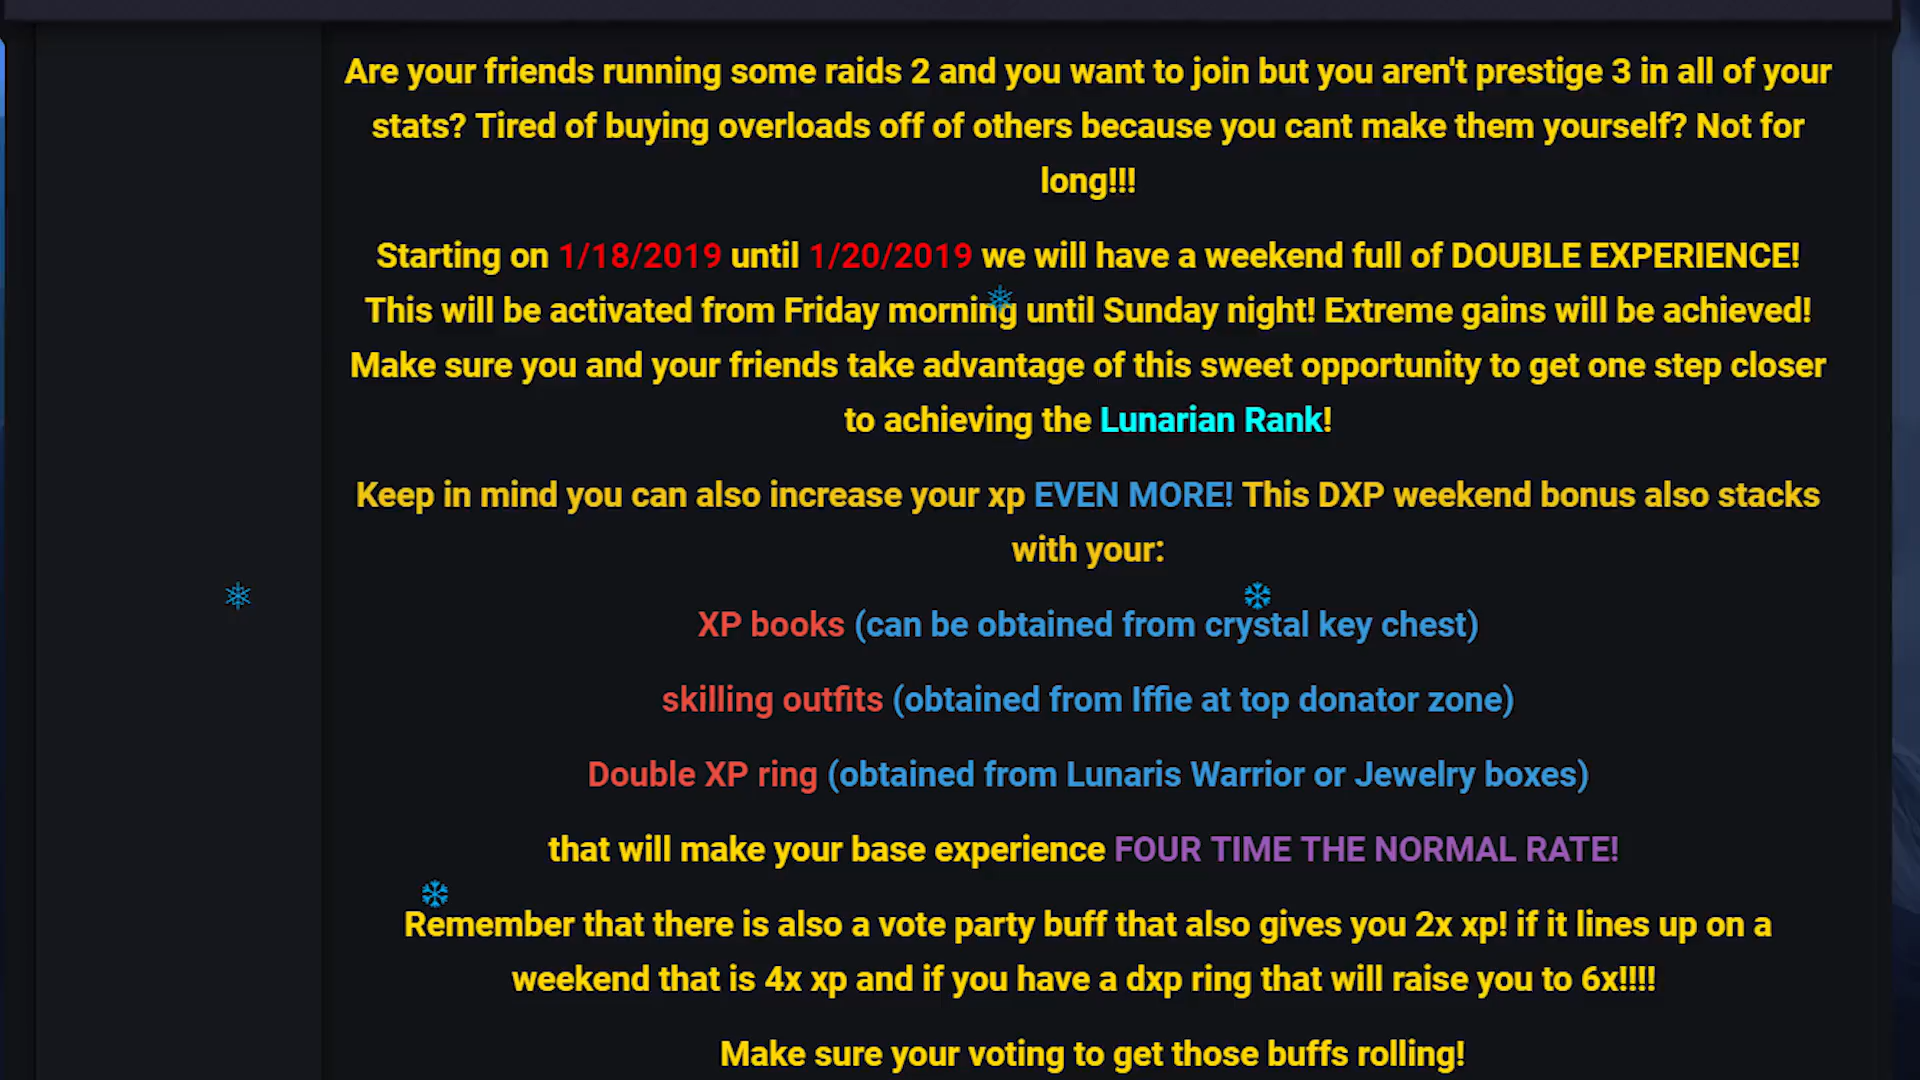 Are your friends running some raids 2 and you want to join but you aren't prestige 3 in all of your
stats? Tired of buying overloads off of others because you cant make them yourself? Not for
long!!!
Starting on 1/18/2019 until 1/20/2019 we will have a weekend full of DOUBLE EXPERIENCE!
This will be activated from Friday morning until Sunday night! Extreme gains will be achieved!
Make sure you and your friends take advantage of this sweet opportunity to get one step closer
to achieving the Lunarian Rank!
Keep in mind you can also increase your xp EVEN MORE! This DXP weekend bonus also stacks
with your:
XP books (can be obtained from crystal key chest)
skilling outfits (obtained from Iffie at top donator zone)
Double XP ring (obtained from Lunaris Warrior or Jewelry boxes)
that will make your base experience FOUR TIME THE NORMAL RATE!
Remember that there is also a vote party buff that also gives you 2x xp! if it lines up on a
weekend that is 4x xp and if you have a dxp ring that will raise you to 6x!!!!
Make sure your voting to get those buffs rolling!